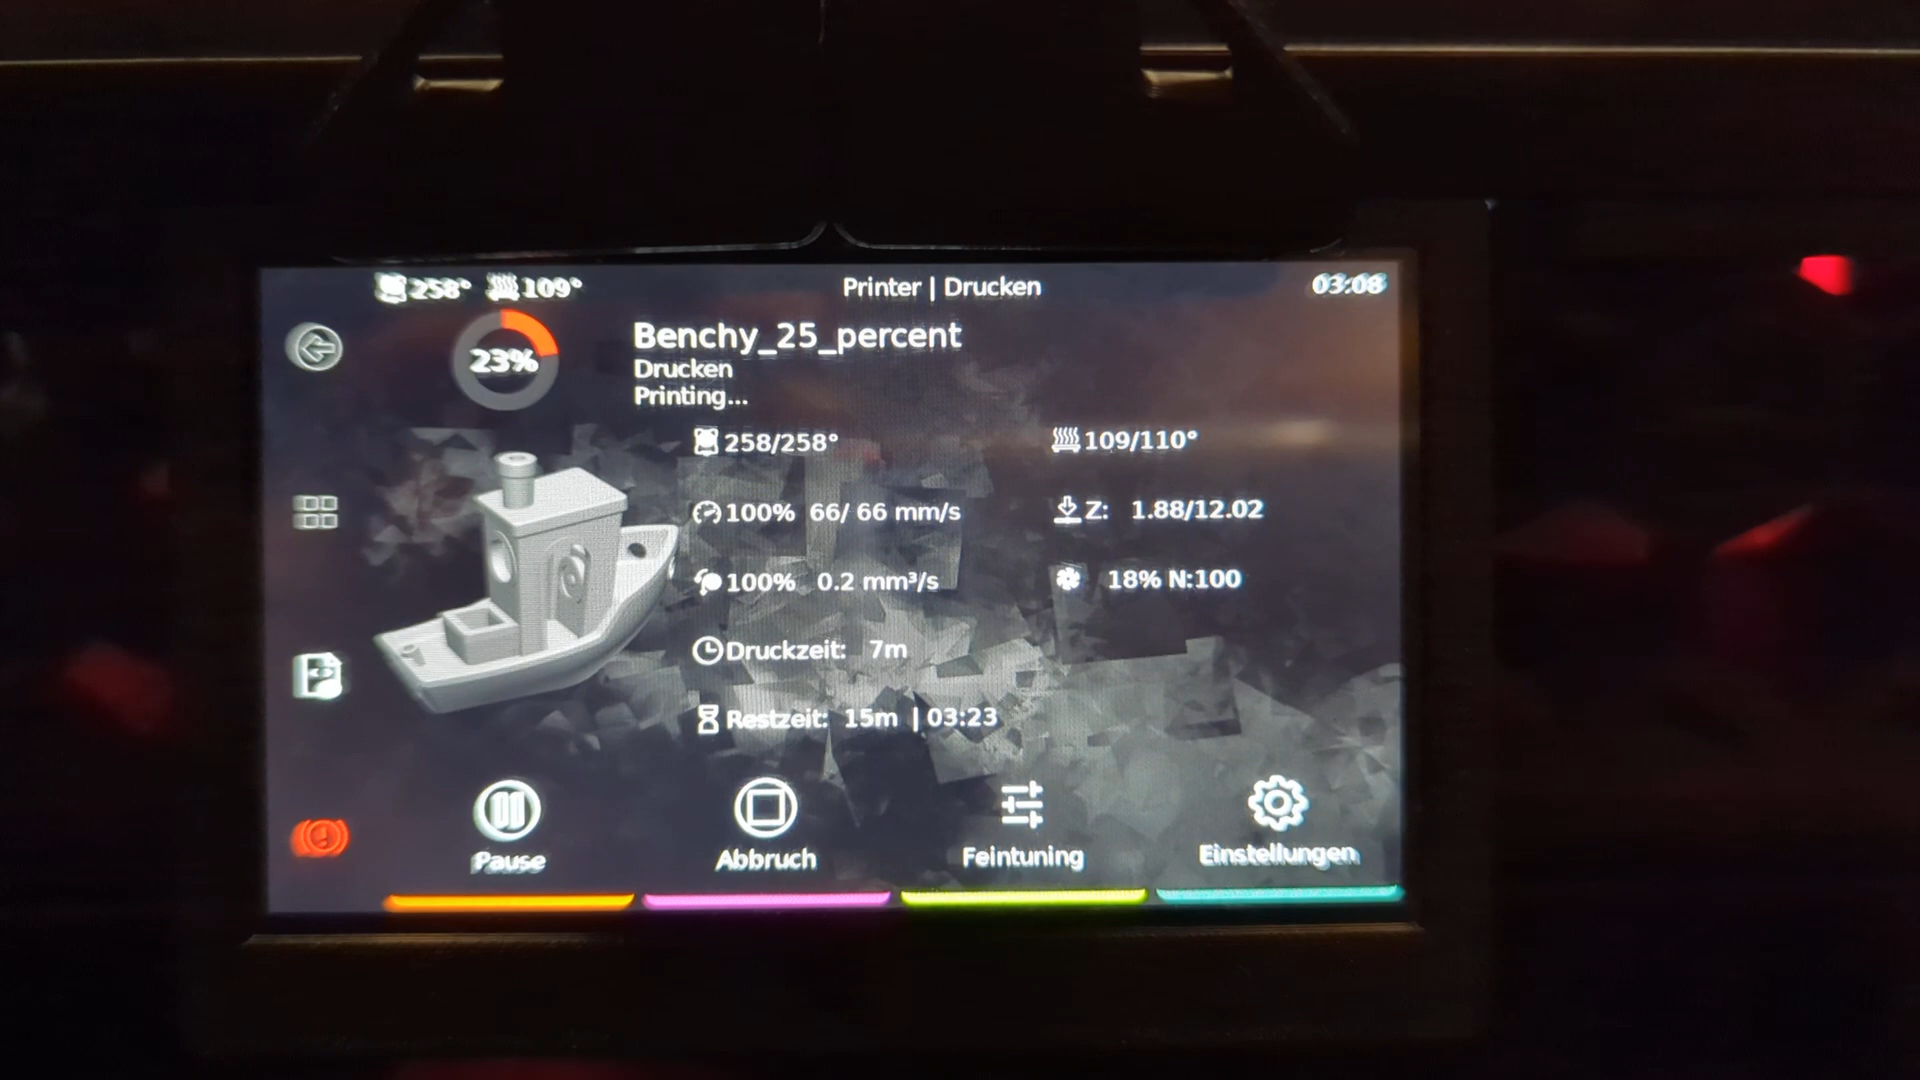 258° 109° Printer | Drucken 03:08
23%
Benchy_25_percent
Drucken
Printing...
258/258° 109/110°
100% 66/ 66 mm/s Z: 1.88/12.02
100% 0.2 mm³/s 18% N:100
Druckzeit: 7m
Restzeit: 15m | 03:23
Pause Abbruch Feintuning Einstellungen